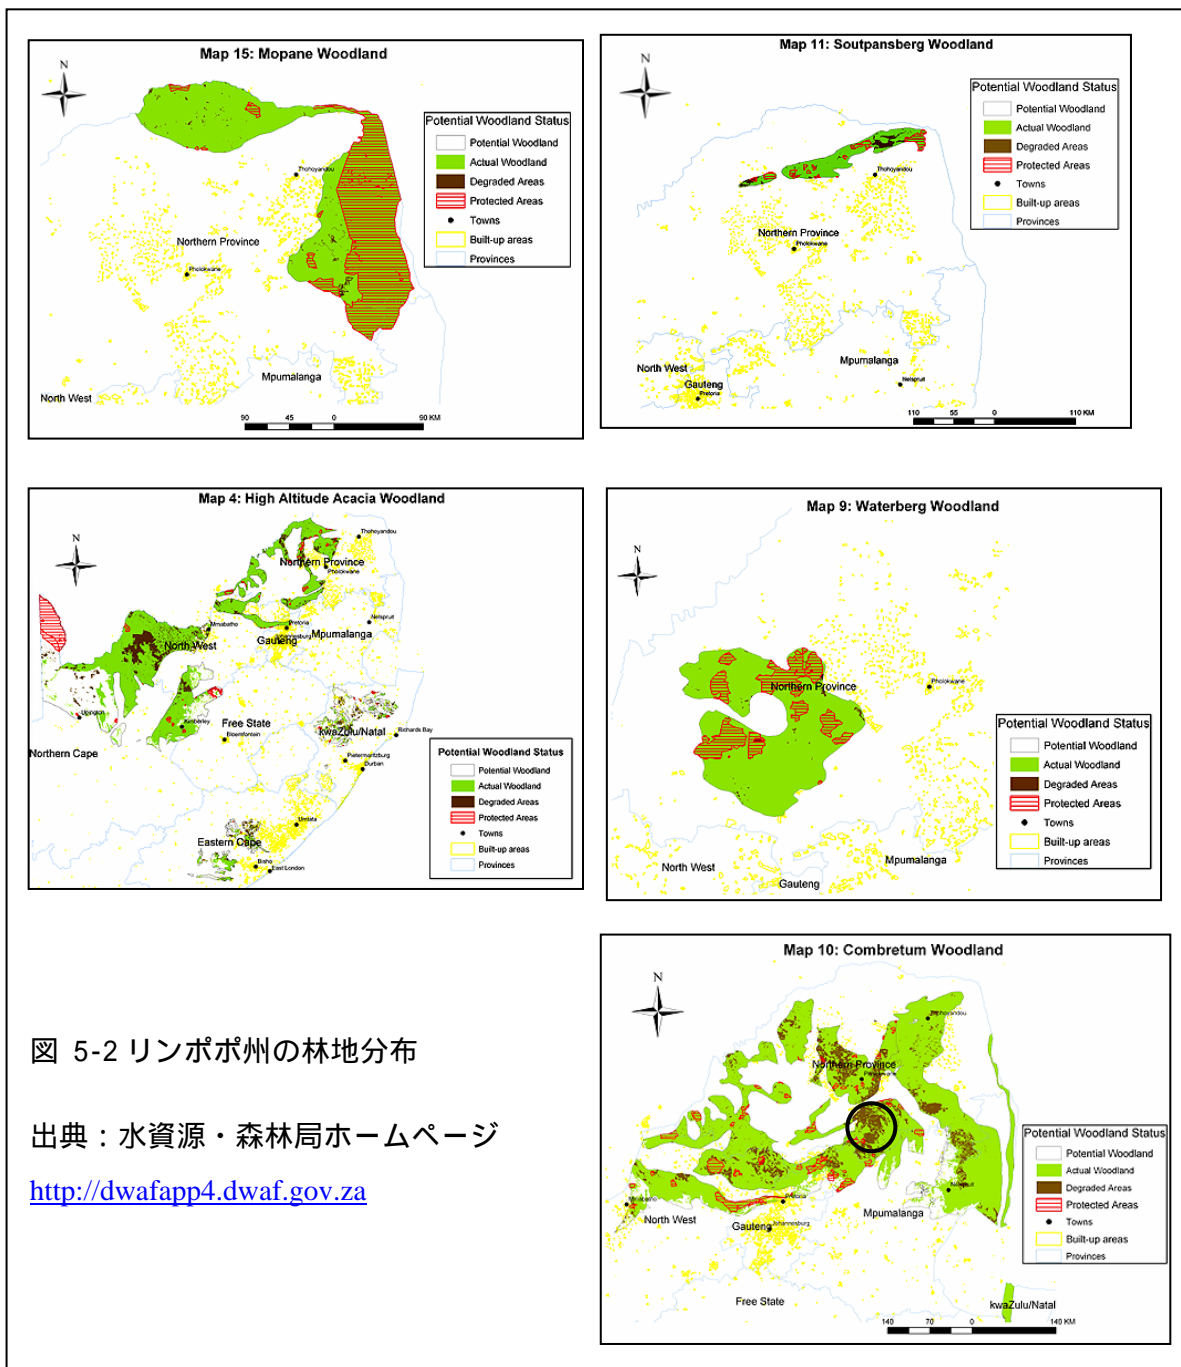 Map 15: Mopane Woodland
N
Potential Woodland Status
Potential Woodland
Actual Woodland
Degraded Areas
Protected Areas
Towns
Built-up areas
Provinces
Thohoyandou
Northern Province
Pholokwane
Mpumalanga
North West
90 45 0 90 KM
Map 11: Soutpansberg Woodland
N
Potential Woodland Status
Potential Woodland
Actual Woodland
Degraded Areas
Protected Areas
Towns
Built-up areas
Provinces
Thohoyandou
Northern Province
Pholokwane
Mpumalanga
North West
Nelspruit
Gauteng
Pretoria
110 55 0 110 KM
Map 4: High Altitude Acacia Woodland
N
Thohoyandou
Northern Province
Pholokwane
Nelspruit
Mmabatho
Pretoria
Mpumalanga
Gauteng
Johannesburg
North West
Upington
Kimberley
Free State
Bloemfontein
kwaZulu/Natal
Richards Bay
Northern Cape
Pietermaritzburg
Durban
Umtata
Eastern Cape
Bisho
East London
Potential Woodland Status
Potential Woodland
Actual Woodland
Degraded Areas
Protected Areas
Towns
Built-up areas
Provinces
Map 9: Waterberg Woodland
N
Northern Province
Pholokwane
Potential Woodland Status
Potential Woodland
Actual Woodland
Degraded Areas
Protected Areas
Towns
Built-up areas
Provinces
North West
Mpumalanga
Gauteng
Map 10: Combretum Woodland
N
Thohoyandou
Northern Province
Pholokwane
Potential Woodland Status
Potential Woodland
Actual Woodland
Degraded Areas
Protected Areas
Towns
Built-up areas
Provinces
Nelspruit
Mmabatho
Pretoria
North West
Gauteng
Johannesburg
Mpumalanga
Free State
kwaZulu/Natal
140 70 0 140 KM
図 5-2 リンポポ州の林地分布
出典：水資源・森林局ホームページ
http://dwafapp4.dwaf.gov.za